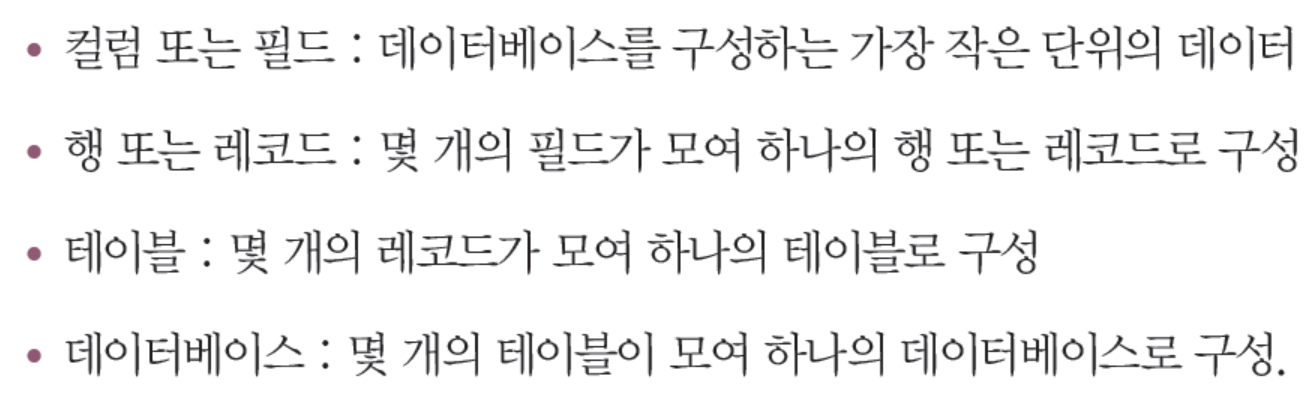 • 컬럼 또는 필드 : 데이터베이스를 구성하는 가장 작은 단위의 데이터
• 행 또는 레코드 : 몇 개의 필드가 모여 하나의 행 또는 레코드로 구성
• 테이블 : 몇 개의 레코드가 모여 하나의 테이블로 구성
• 데이터베이스 : 몇 개의 테이블이 모여 하나의 데이터베이스로 구성.